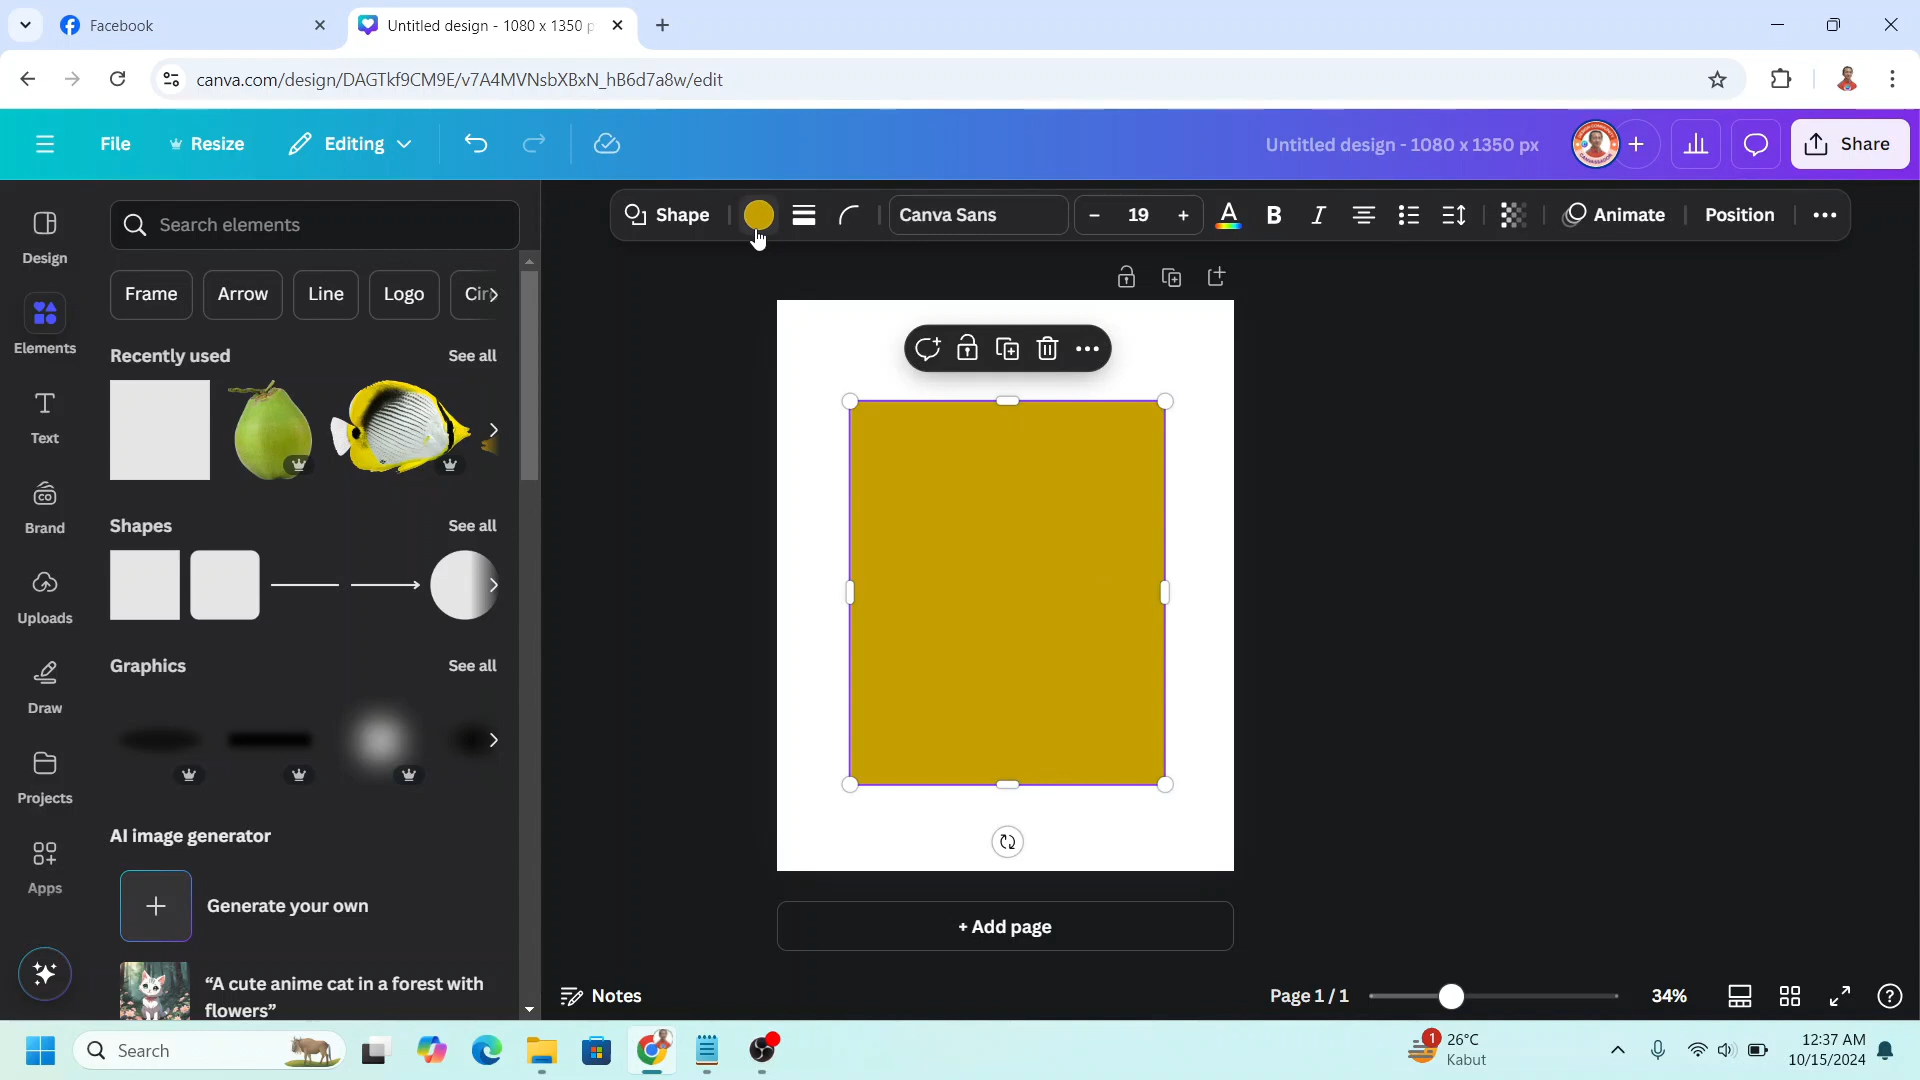 Facebook
Untitled design - 1080 x 1350 p
canva.com/design/DAGTkf9CM9E/v7A4MVNsbXBxN_hB6d7a8w/edit
File
Resize
Editing
Untitled design - 1080 x 1350 px
Share
Design
Elements
Text
Brand
Uploads
Draw
Projects
Apps
Search elements
Frame
Arrow
Line
Logo
Cir
Recently used
See all
Shapes
See all
Graphics
See all
AI image generator
Generate your own
“A cute anime cat in a forest with
flowers”
Shape
Canva Sans
19
Animate
Position
+ Add page
Notes
Page 1 / 1
34%
Search
1
26°C
Kabut
12:37 AM
10/15/2024